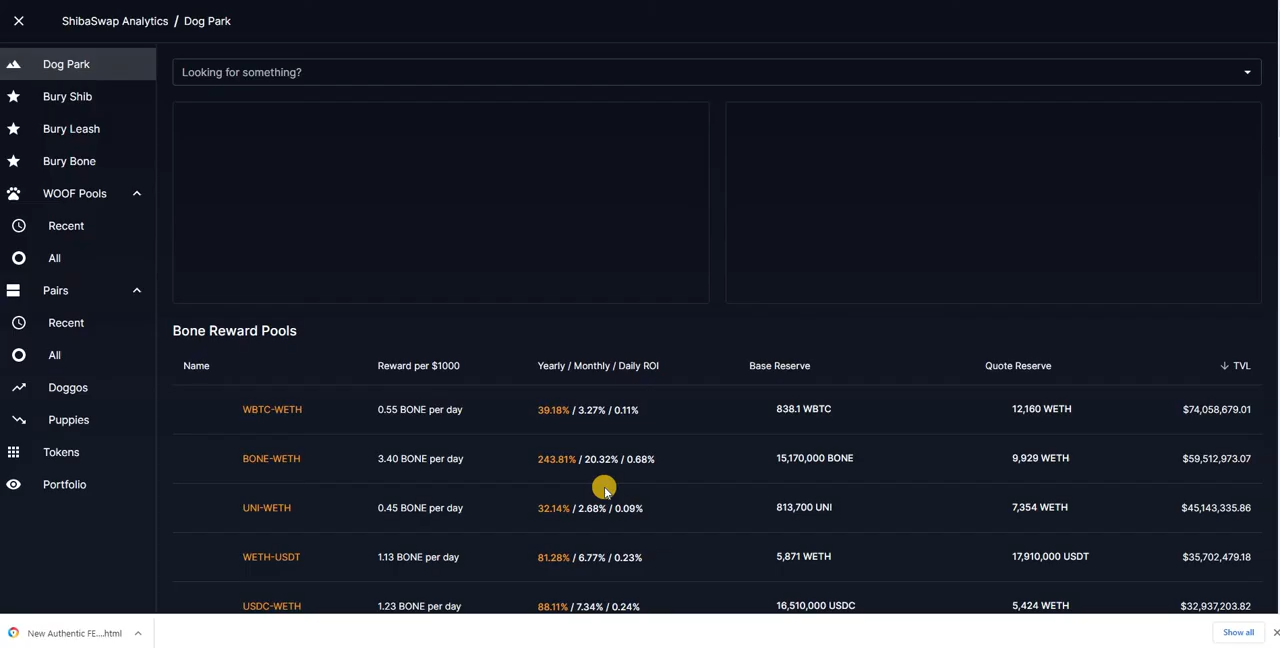 ShibaSwap Analytics / Dog Park
Dog Park
Bury Shib
Bury Leash
Bury Bone
WOOF Pools
Recent
All
Pairs
Recent
All
Doggos
Puppies
Tokens
Portfolio
Looking for something?
Bone Reward Pools
Name Reward per $1000 Yearly / Monthly / Daily ROI Base Reserve Quote Reserve TVL
WBTC-WETH 0.55 BONE per day 39.18% / 3.27% / 0.11% 838.1 WBTC 12,160 WETH $74,058,679.01
BONE-WETH 3.40 BONE per day 243.81% / 20.32% / 0.68% 15,170,000 BONE 9,929 WETH $59,512,973.07
UNI-WETH 0.45 BONE per day 32.14% / 2.68% / 0.09% 813,700 UNI 7,354 WETH $45,143,335.86
WETH-USDT 1.13 BONE per day 81.28% / 6.77% / 0.23% 5,871 WETH 17,910,000 USDT $35,702,479.18
USDC-WETH 1.23 BONE per day 88.11% / 7.34% / 0.24% 16,510,000 USDC 5,424 WETH $32,937,203.82
New Authentic FE....html Show all